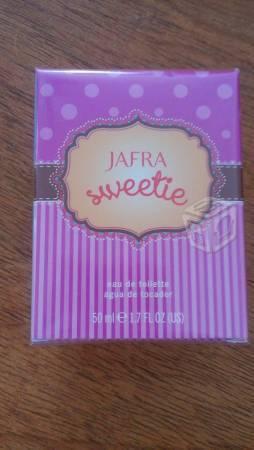 JAFRA
sweetie
eau de toilette
agua de tocador
50 ml ℮ 1.7 FL OZ (US)